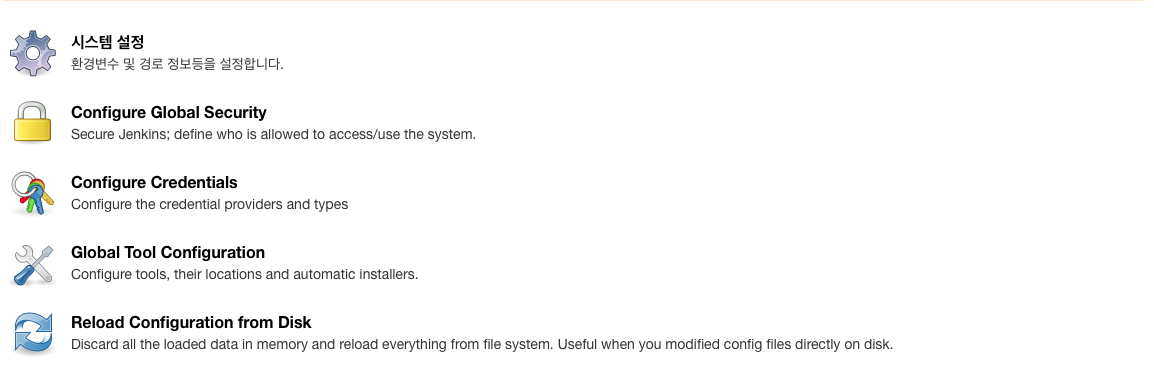 시스템 설정
환경변수 및 경로 정보등을 설정합니다.
Configure Global Security
Secure Jenkins; define who is allowed to access/use the system.
Configure Credentials
Configure the credential providers and types
Global Tool Configuration
Configure tools, their locations and automatic installers.
Reload Configuration from Disk
Discard all the loaded data in memory and reload everything from file system. Useful when you modified config files directly on disk.